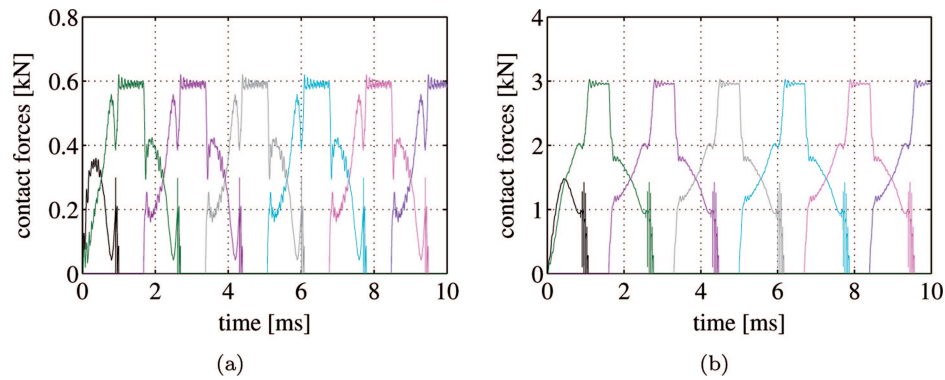 contact forces [kN]
0.8
0.6
0.4
0.2
0
0 2 4 6 8 10
time [ms]
(a)
contact forces [kN]
4
3
2
1
0
0 2 4 6 8 10
time [ms]
(b)